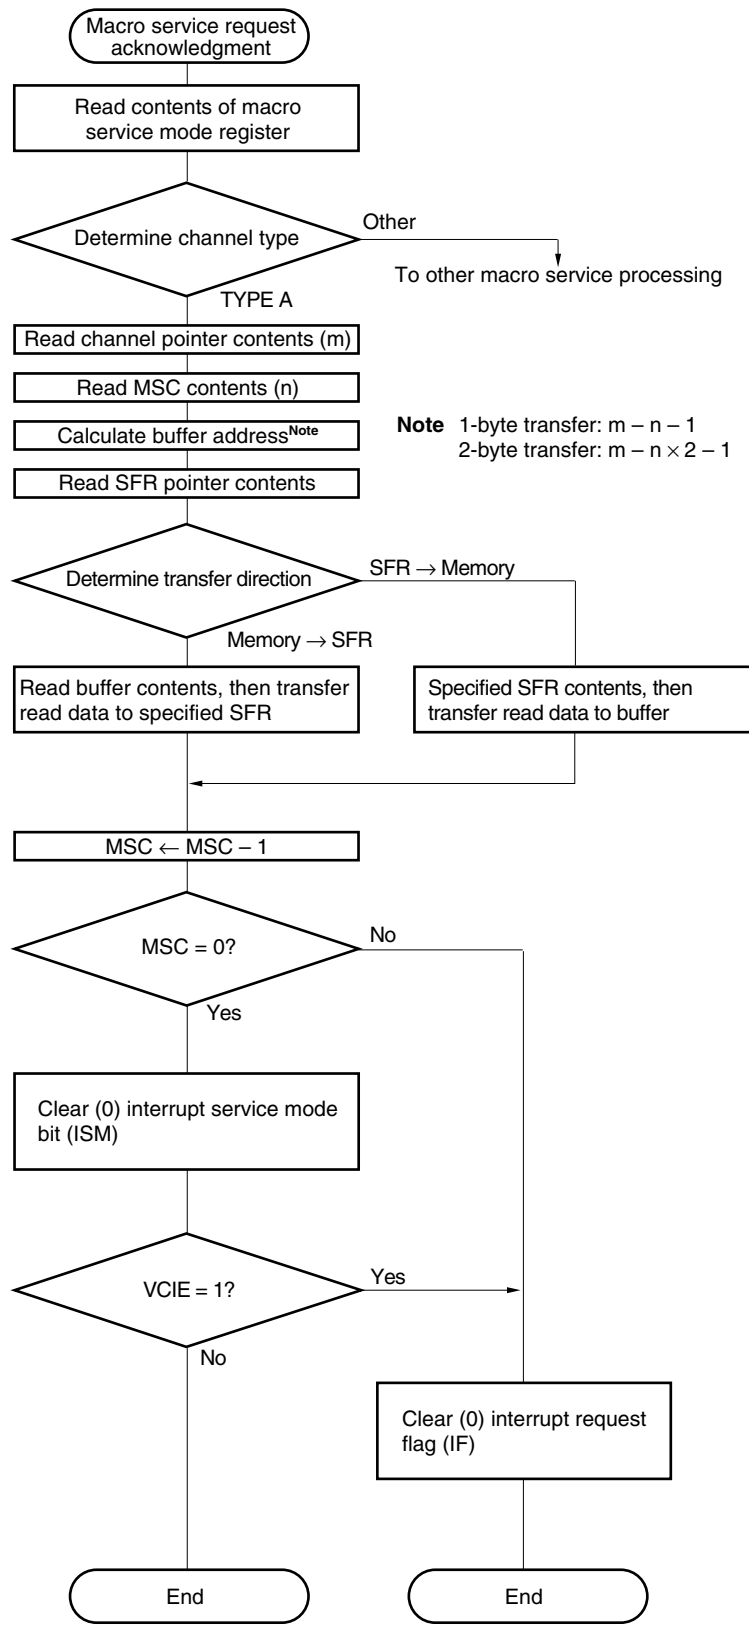 Macro service request
acknowledgment
Read contents of macro
service mode register
Determine channel type
Other
To other macro service processing
TYPE A
Read channel pointer contents (m)
Read MSC contents (n)
Calculate buffer addressNote
Note 1-byte transfer: m – n – 1
2-byte transfer: m – n × 2 – 1
Read SFR pointer contents
Determine transfer direction
SFR → Memory
Memory → SFR
Read buffer contents, then transfer
read data to specified SFR
Specified SFR contents, then
transfer read data to buffer
MSC ← MSC – 1
MSC = 0?
No
Yes
Clear (0) interrupt service mode
bit (ISM)
VCIE = 1?
Yes
No
Clear (0) interrupt request
flag (IF)
End
End